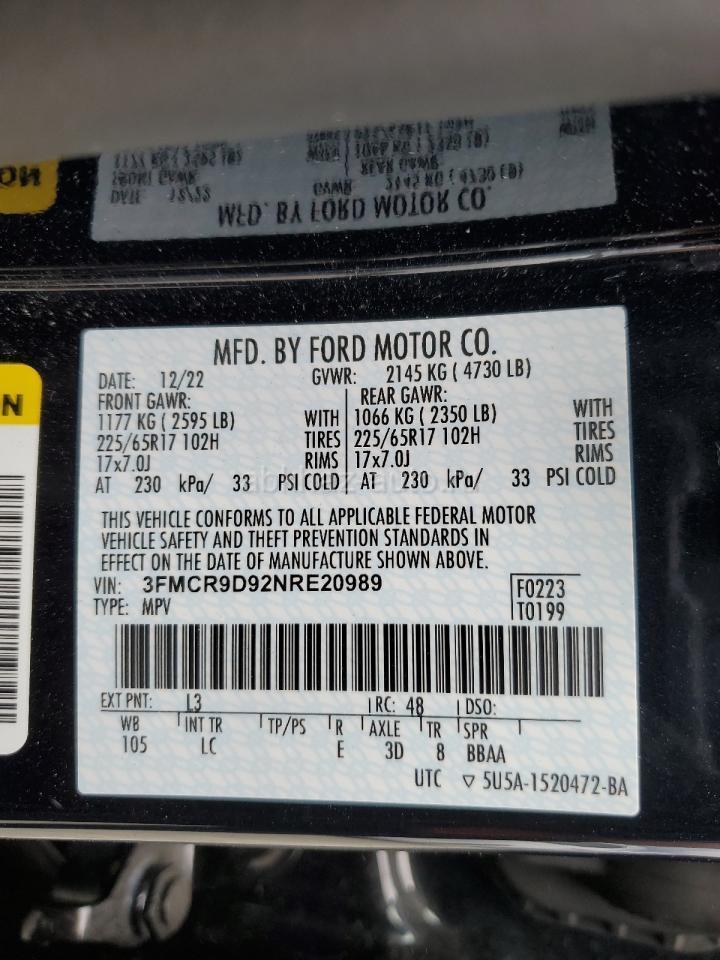 MFD. BY FORD MOTOR CO.
DATE: 12/22 GVWR: 2145 KG ( 4730 LB)
FRONT GAWR: REAR GAWR:
1177 KG ( 2595 LB) WITH 1066 KG ( 2350 LB) WITH
225/65R17 102H TIRES 225/65R17 102H TIRES
17x7.0J RIMS 17x7.0J RIMS
AT 230 kPa/ 33 PSI COLD AT 230 kPa/ 33 PSI COLD
THIS VEHICLE CONFORMS TO ALL APPLICABLE FEDERAL MOTOR
VEHICLE SAFETY AND THEFT PREVENTION STANDARDS IN
EFFECT ON THE DATE OF MANUFACTURE SHOWN ABOVE.
VIN: 3FMCR9D92NRE20989 F0223
TYPE: MPV T0199
EXT PNT: L3 RC: 48 DSO:
WB INT TR TP/PS R AXLE TR SPR
105 LC E 3D 8 BBAA
UTC ▽ 5U5A-1520472-BA
N